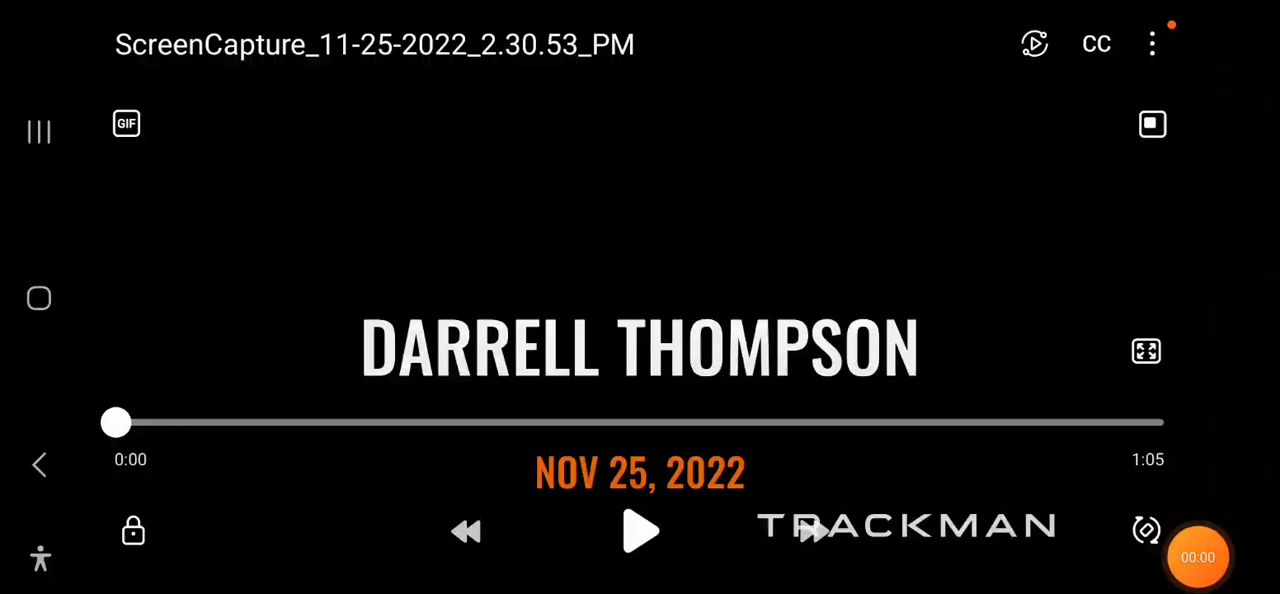 ScreenCapture_11-25-2022_2.30.53_PM
CC
GIF
DARRELL THOMPSON
0:00
1:05
NOV 25, 2022
TRACKMAN
00:00